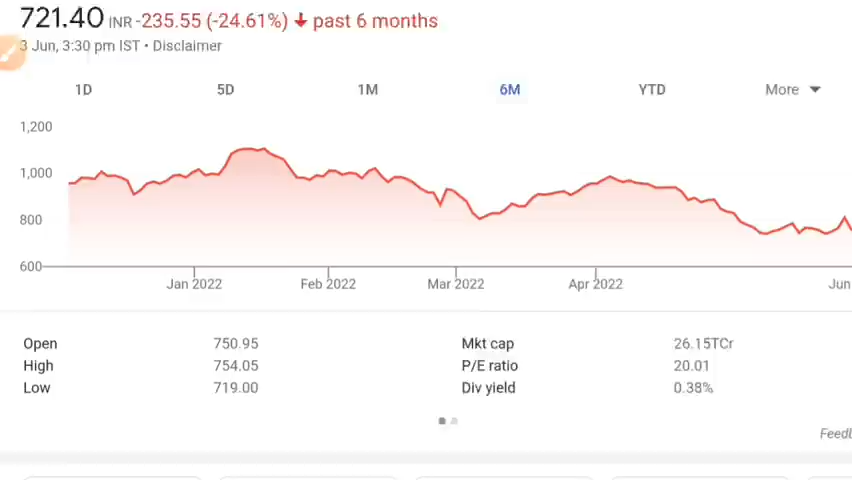 721.40 INR -235.55 (-24.61%) ↓ past 6 months
3 Jun, 3:30 pm IST • Disclaimer
1D 5D 1M 6M YTD More
1,200
1,000
800
600
Jan 2022 Feb 2022 Mar 2022 Apr 2022 Jun
Open 750.95 Mkt cap 26.15TCr
High 754.05 P/E ratio 20.01
Low 719.00 Div yield 0.38%